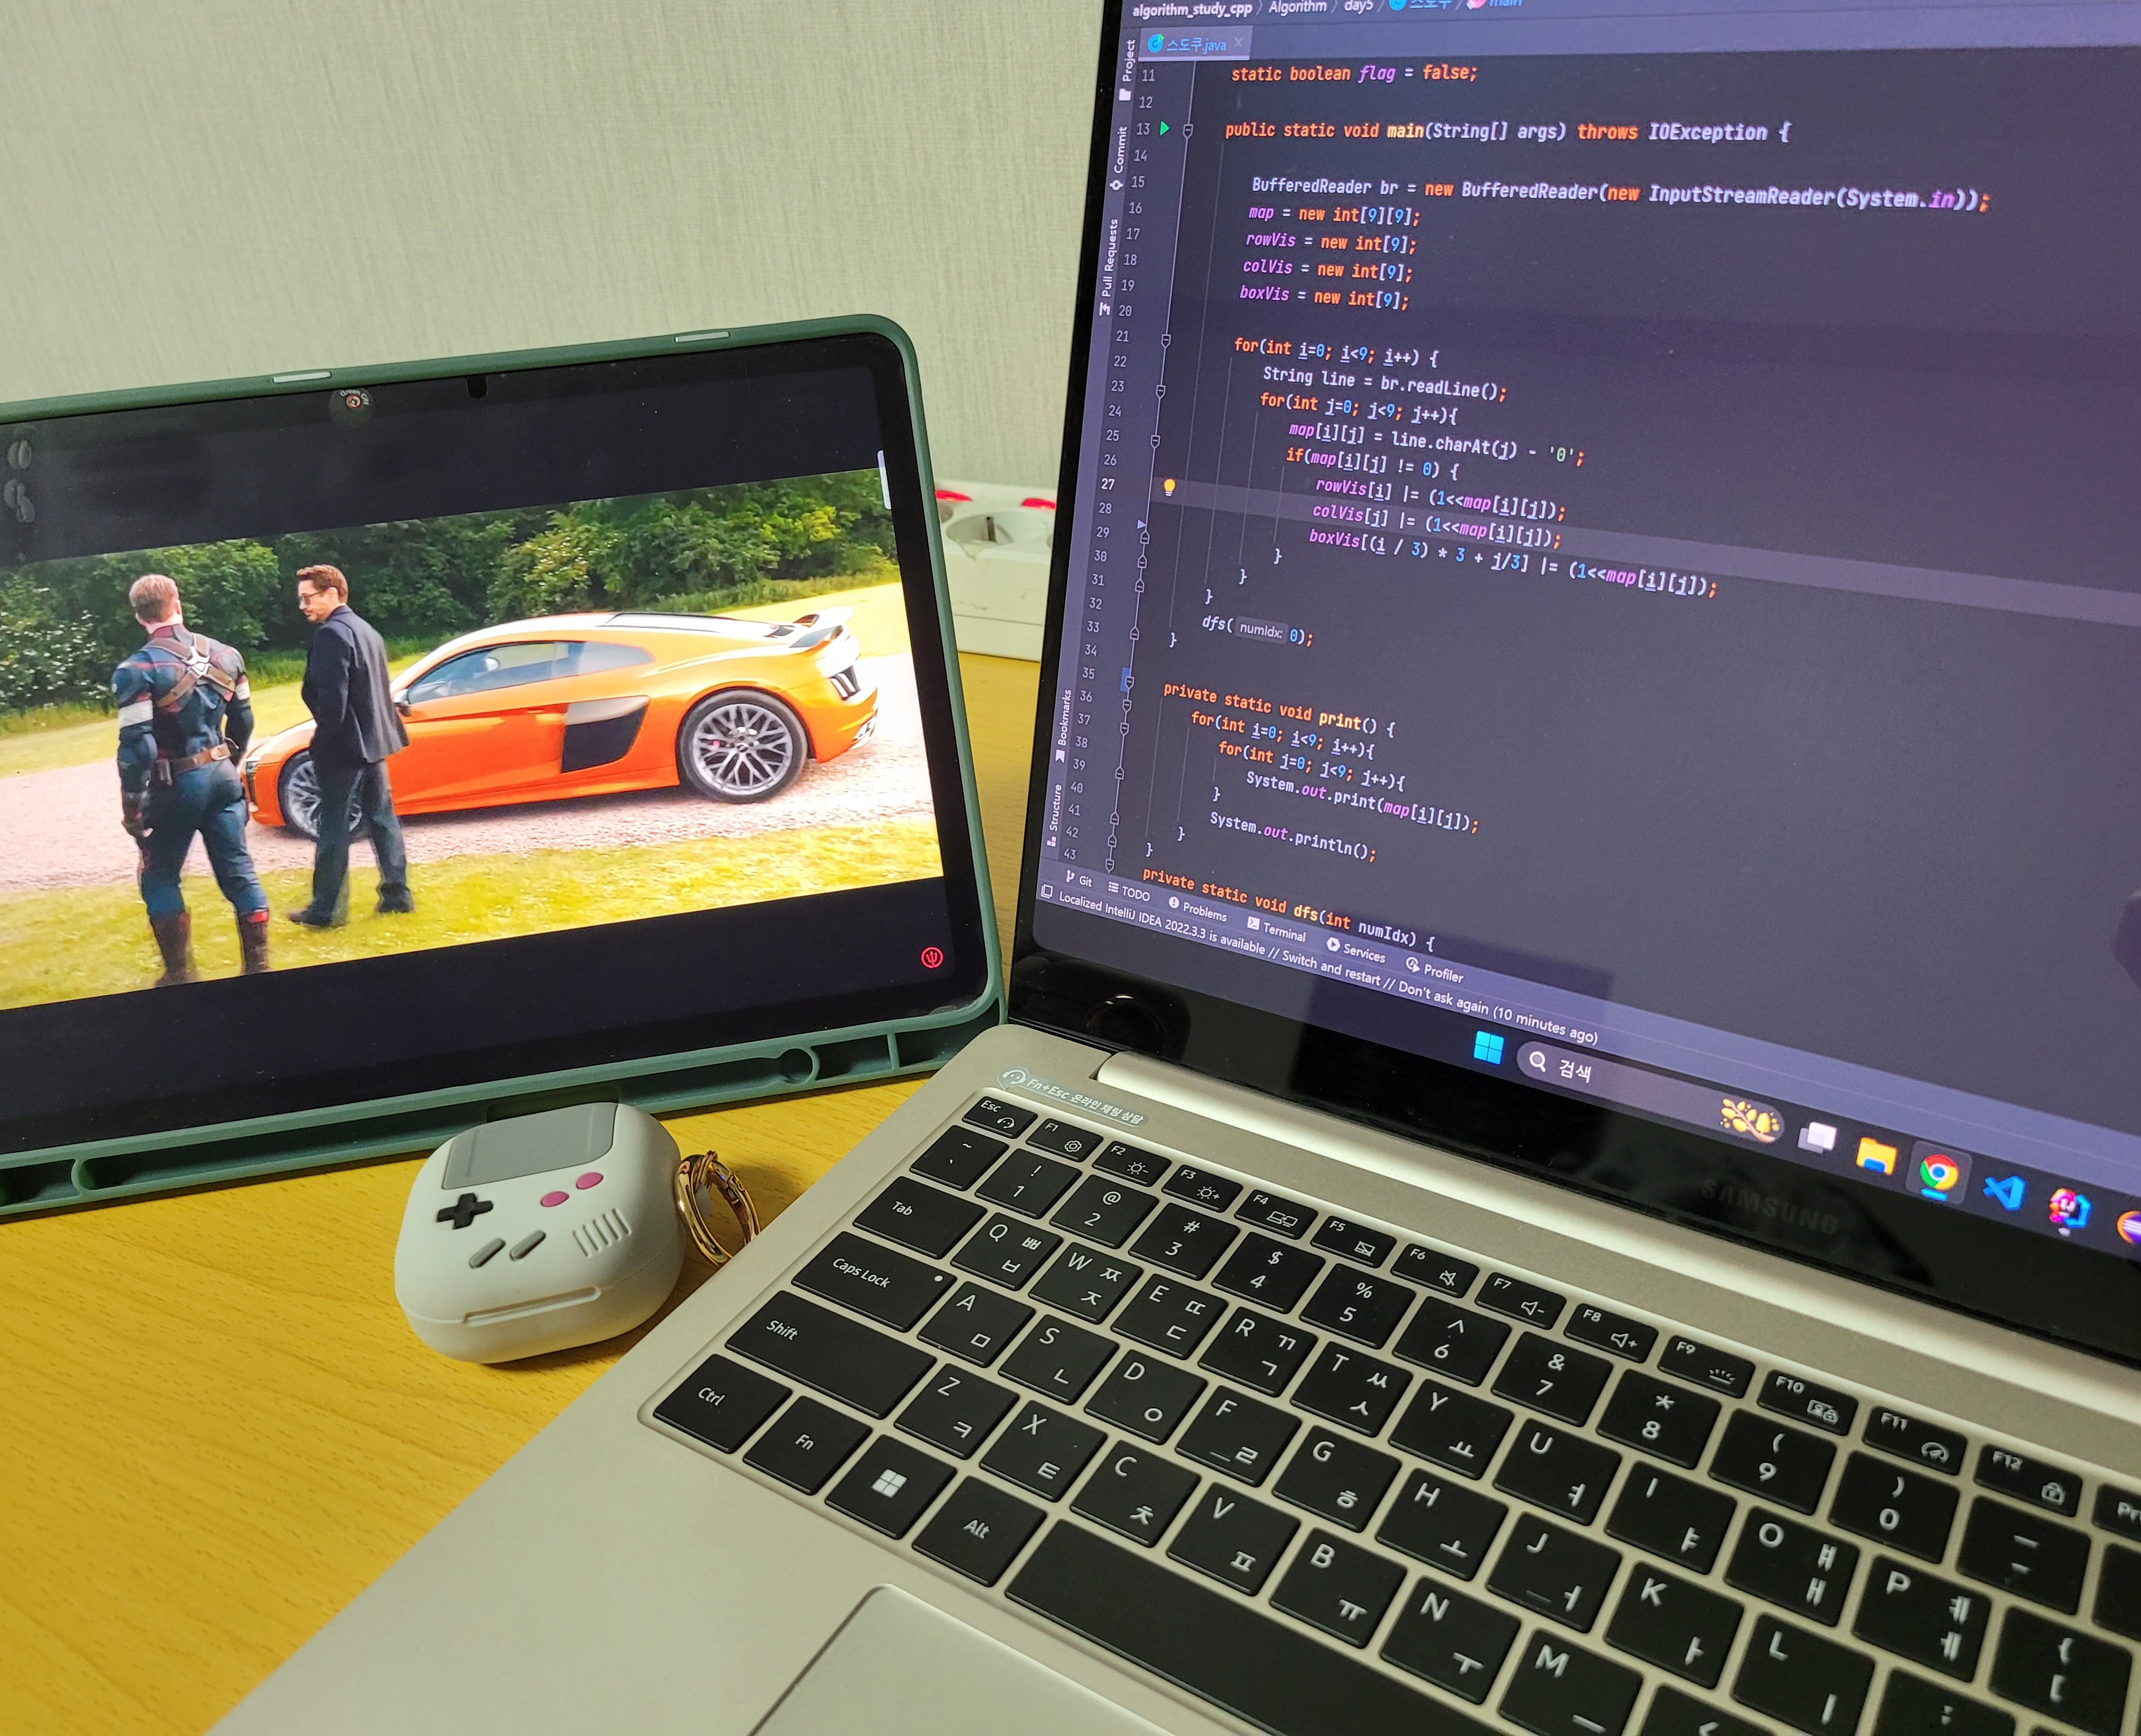 algorithm_study_cpp 〉 Algorithm 〉 day5 〉 스도쿠 〉 main
스도쿠.java ×
Project
Commit
Pull Requests
Bookmarks
Structure
11 static boolean flag = false;
12
13 public static void main(String[] args) throws IOException {
14
15 BufferedReader br = new BufferedReader(new InputStreamReader(System.in));
16 map = new int[9][9];
17 rowVis = new int[9];
18 colVis = new int[9];
19 boxVis = new int[9];
20
21 for(int i=0; i<9; i++) {
22 String line = br.readLine();
23 for(int j=0; j<9; j++){
24 map[i][j] = line.charAt(j) - '0';
25 if(map[i][j] != 0) {
26 rowVis[i] |= (1<<map[i][j]);
27 colVis[j] |= (1<<map[i][j]);
28 boxVis[(i / 3) * 3 + j/3] |= (1<<map[i][j]);
29 }
30 }
31 }
32 dfs( numIdx: 0);
33 }
34
35 private static void print() {
36 for(int i=0; i<9; i++){
37 for(int j=0; j<9; j++){
38 System.out.print(map[i][j]);
39 }
40 System.out.println();
41 }
42 }
43 private static void dfs(int numIdx) {
Git TODO Problems Terminal Services Profiler
Localized IntelliJ IDEA 2022.3.3 is available // Switch and restart // Don't ask again (10 minutes ago)
검색
SAMSUNG
Fn+Esc 온라인 채팅 상담
Esc F1 F2 F3 F4 F5 F6 F7 F8 F9 F10 F11 F12
~ ` ! 1 @ 2 # 3 $ 4 % 5 ^ 6 & 7 * 8 ( 9 ) 0
Tab Q ㅃ ㅂ W ㅉ ㅈ E ㄸ ㄷ R ㄲ ㄱ T ㅆ ㅅ Y ㅛ U ㅕ I ㅑ O ㅒ ㅐ P ㅖ ㅔ { [
Caps Lock A ㅁ S ㄴ D ㅇ F ㄹ G ㅎ H ㅗ J ㅓ K ㅏ L ㅣ : ;
Shift Z ㅋ X ㅌ C ㅊ V ㅍ B ㅠ N ㅜ M ㅡ <
Ctrl Fn Alt